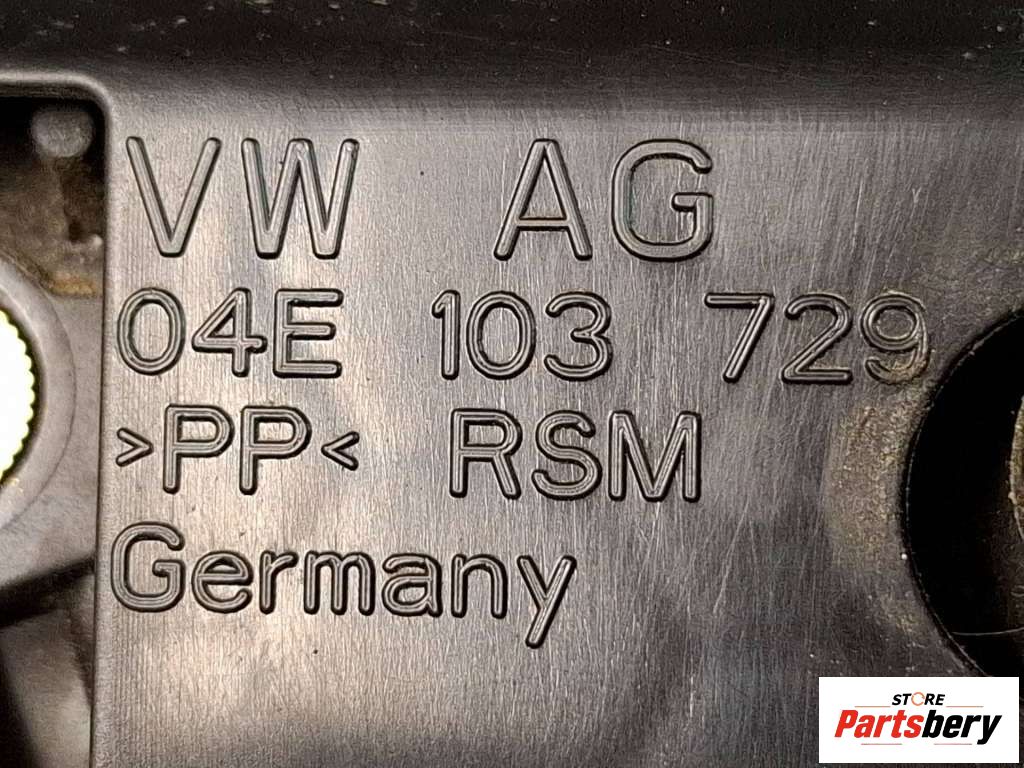 VW AG
04E 103 729
>PP< RSM
Germany
STORE
Partsbery